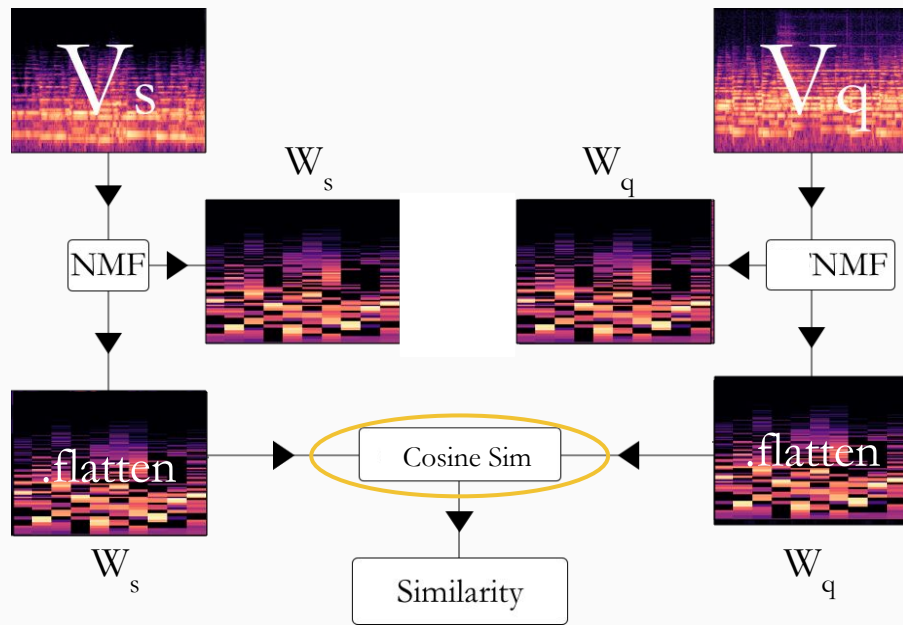 Vs
Vq
Ws
Wq
NMF
'NMF
.flatten
Cosine Sim
.flatten
Ws
Wq
Similarity